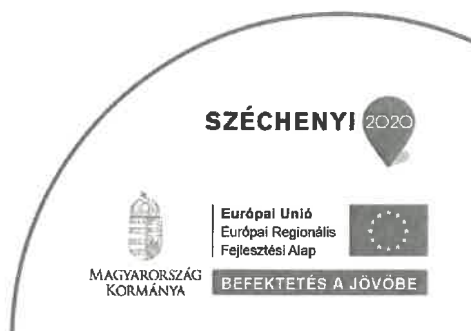 SZÉCHENYI 2020
Európai Unió
Európai Regionális
Fejlesztési Alap
MAGYARORSZÁG
KORMÁNYA
BEFEKTETÉS A JÖVŐBE